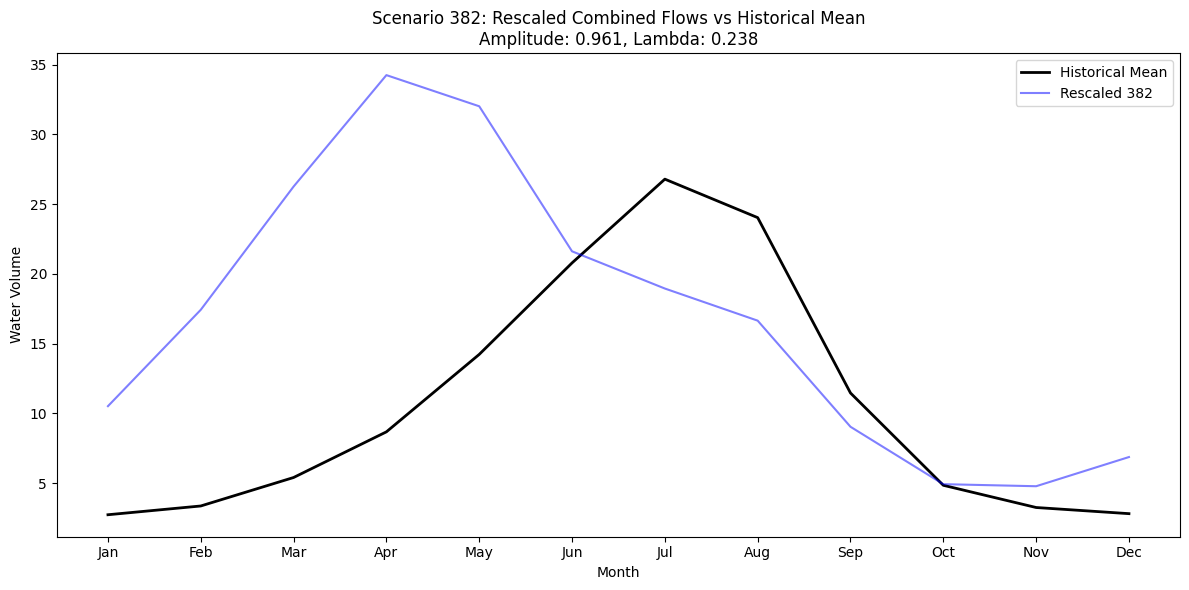 Scenario 382: Rescaled Combined Flows vs Historical Mean
Amplitude: 0.961, Lambda: 0.238
Historical Mean
Rescaled 382
Water Volume
35
30
25
20
15
10
5
Jan Feb Mar Apr May Jun Jul Aug Sep Oct Nov Dec
Month